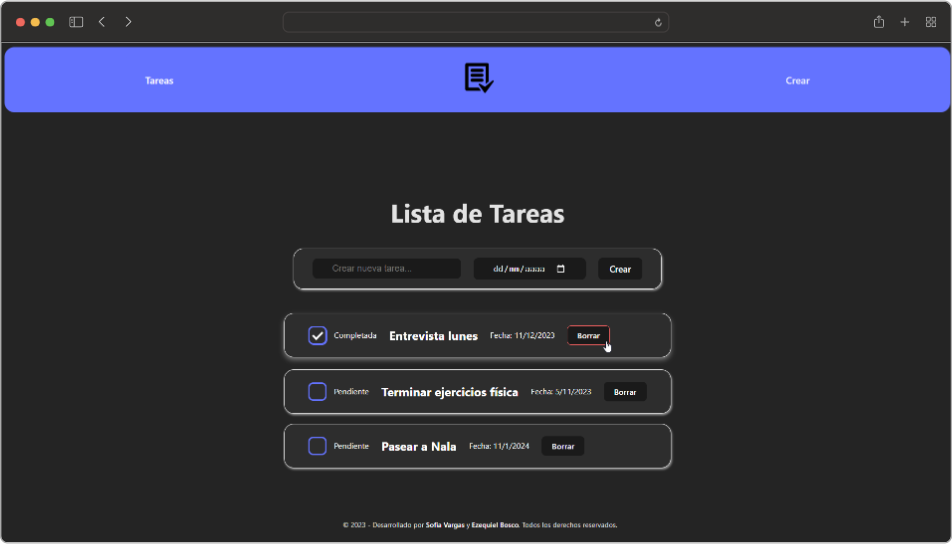 Tareas
Crear
Lista de Tareas
Crear nueva tarea... dd/mm/aaaa Crear
Completada Entrevista lunes Fecha: 11/12/2023 Borrar
Pendiente Terminar ejercicios física Fecha: 5/11/2023 Borrar
Pendiente Pasear a Nala Fecha: 11/1/2024 Borrar
© 2023 - Desarrollado por Sofía Vargas y Ezequiel Bosco. Todos los derechos reservados.